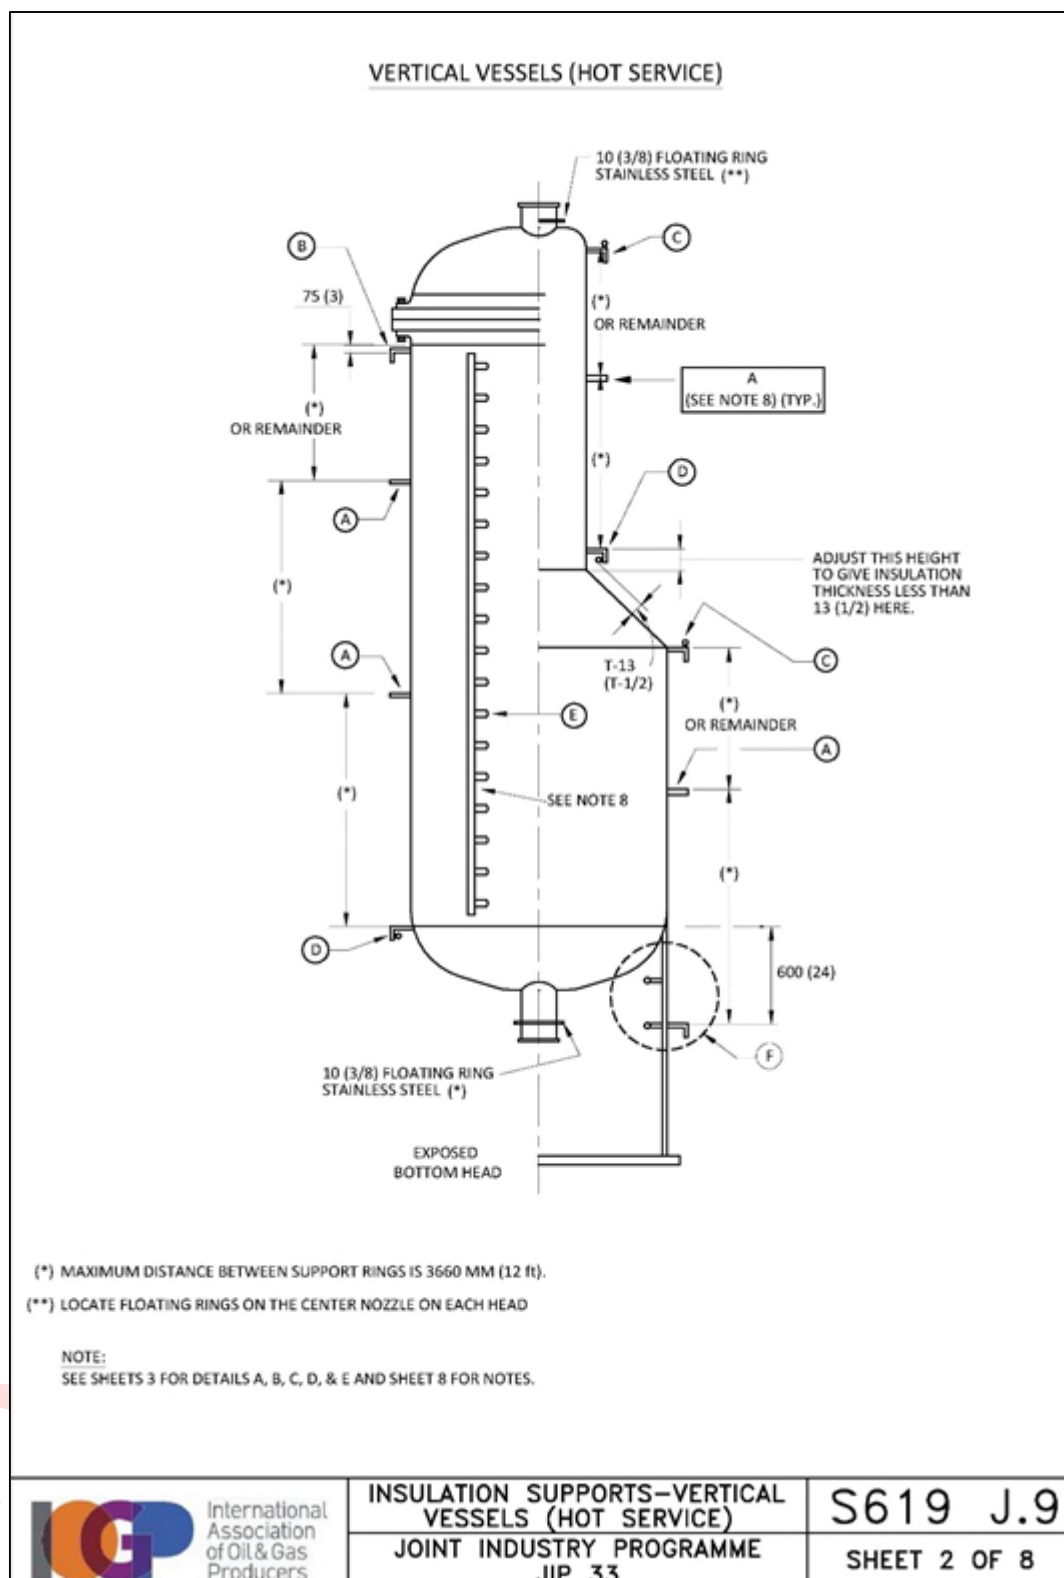 VERTICAL VESSELS (HOT SERVICE)
10 (3/8) FLOATING RING
STAINLESS STEEL (**)
B
C
75 (3)
(*)
OR REMAINDER
A
(SEE NOTE 8) (TYP.)
(*)
OR REMAINDER
(*)
D
A
ADJUST THIS HEIGHT
TO GIVE INSULATION
THICKNESS LESS THAN
13 (1/2) HERE.
(*)
A
T-13
(T-1/2)
C
(*)
OR REMAINDER
E
A
(*)
SEE NOTE 8
(*)
D
600 (24)
F
10 (3/8) FLOATING RING
STAINLESS STEEL (*)
EXPOSED
BOTTOM HEAD
(*) MAXIMUM DISTANCE BETWEEN SUPPORT RINGS IS 3660 MM (12 ft).
(**) LOCATE FLOATING RINGS ON THE CENTER NOZZLE ON EACH HEAD
NOTE:
SEE SHEETS 3 FOR DETAILS A, B, C, D, & E AND SHEET 8 FOR NOTES.
IOGP
International
Association
of Oil & Gas
Producers
INSULATION SUPPORTS-VERTICAL
VESSELS (HOT SERVICE)
JOINT INDUSTRY PROGRAMME
JIP 33
S619 J.9
SHEET 2 OF 8